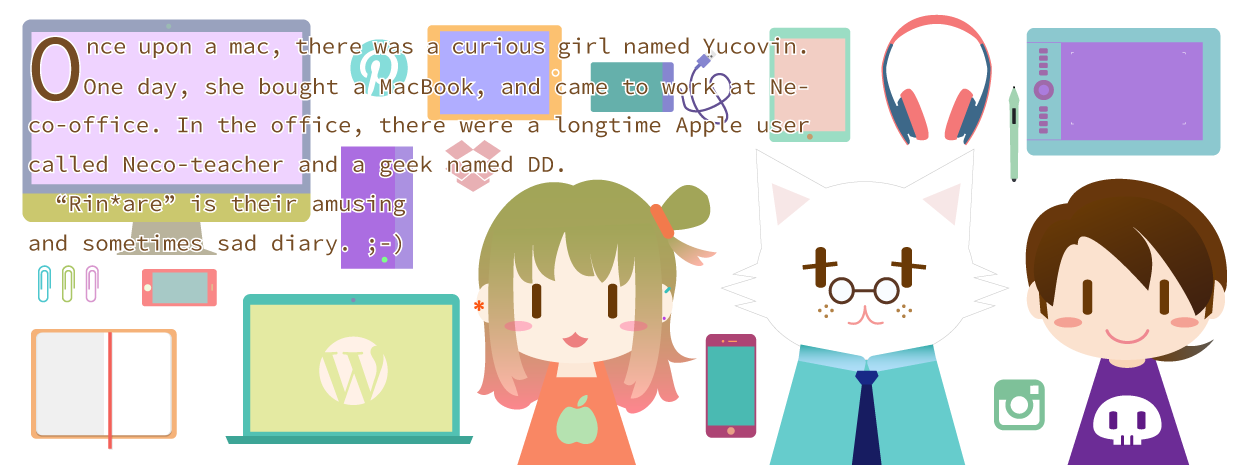 Once upon a mac, there was a curious girl named Yucovin.
One day, she bought a MacBook, and came to work at Ne-
co-office. In the office, there were a longtime Apple user
called Neco-teacher and a geek named DD.
“Rin*are” is their amusing
and sometimes sad diary. ;-)